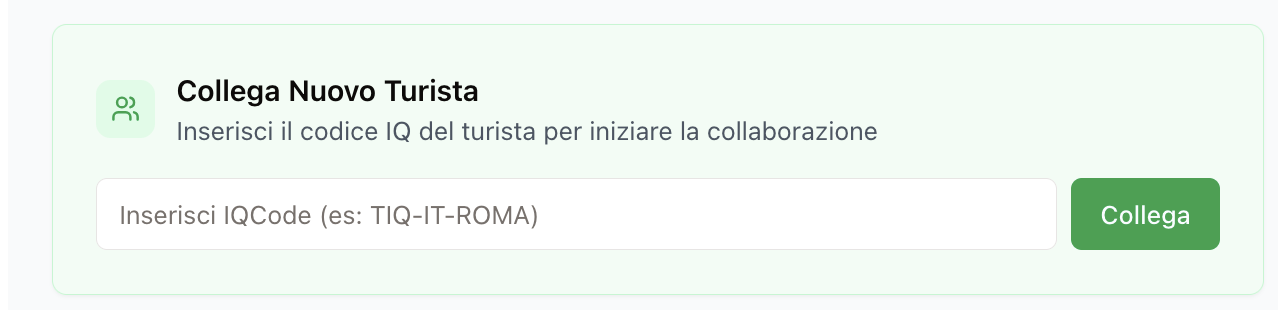 Collega Nuovo Turista
Inserisci il codice IQ del turista per iniziare la collaborazione
Inserisci IQCode (es: TIQ-IT-ROMA)
Collega